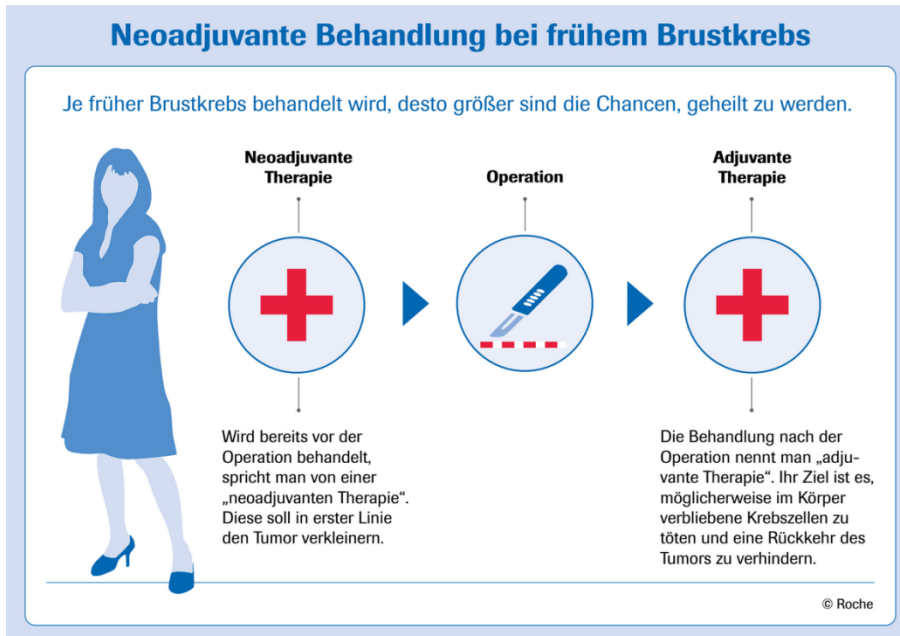 Neoadjuvante Behandlung bei frühem Brustkrebs
Je früher Brustkrebs behandelt wird, desto größer sind die Chancen, geheilt zu werden.
Neoadjuvante
Therapie
Operation
Adjuvante
Therapie
Wird bereits vor der
Operation behandelt,
spricht man von einer
„neoadjuvanten Therapie“.
Diese soll in erster Linie
den Tumor verkleinern.
Die Behandlung nach der
Operation nennt man „adju-
vante Therapie“. Ihr Ziel ist es,
möglicherweise im Körper
verbliebene Krebszellen zu
töten und eine Rückkehr des
Tumors zu verhindern.
© Roche